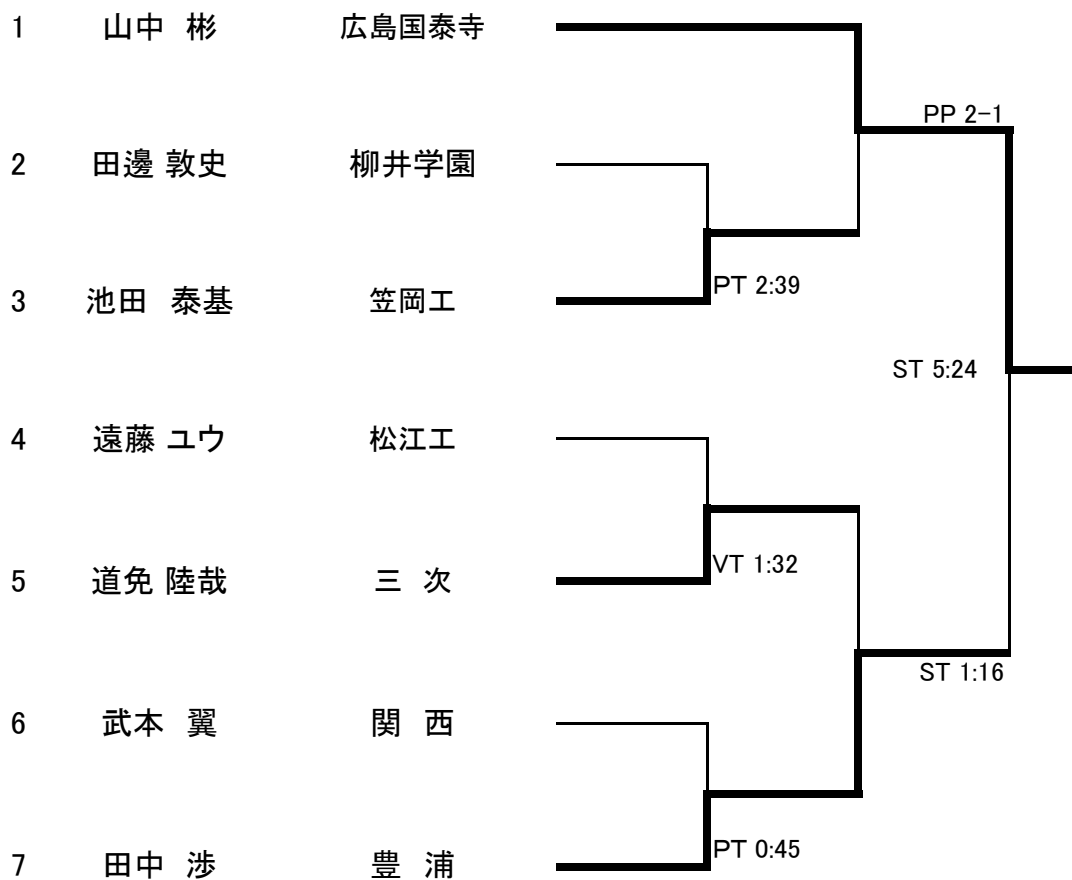 1 山中 彬 広島国泰寺
PP 2-1
2 田邊 敦史 柳井学園
3 池田 泰基 笠岡工
PT 2:39
ST 5:24
4 遠藤 ユウ 松江工
5 道免 陸哉 三 次
VT 1:32
ST 1:16
6 武本 翼 関 西
7 田中 渉 豊 浦
PT 0:45